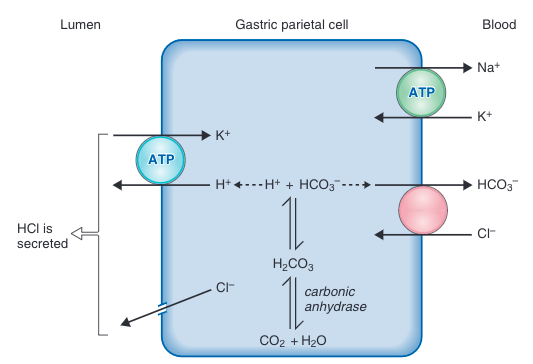 Lumen
Gastric parietal cell
Blood
Na⁺
ATP
K⁺
K⁺
ATP
H⁺
H⁺ + HCO₃⁻
HCO₃⁻
HCl is
secreted
Cl⁻
H₂CO₃
Cl⁻
carbonic
anhydrase
CO₂ + H₂O